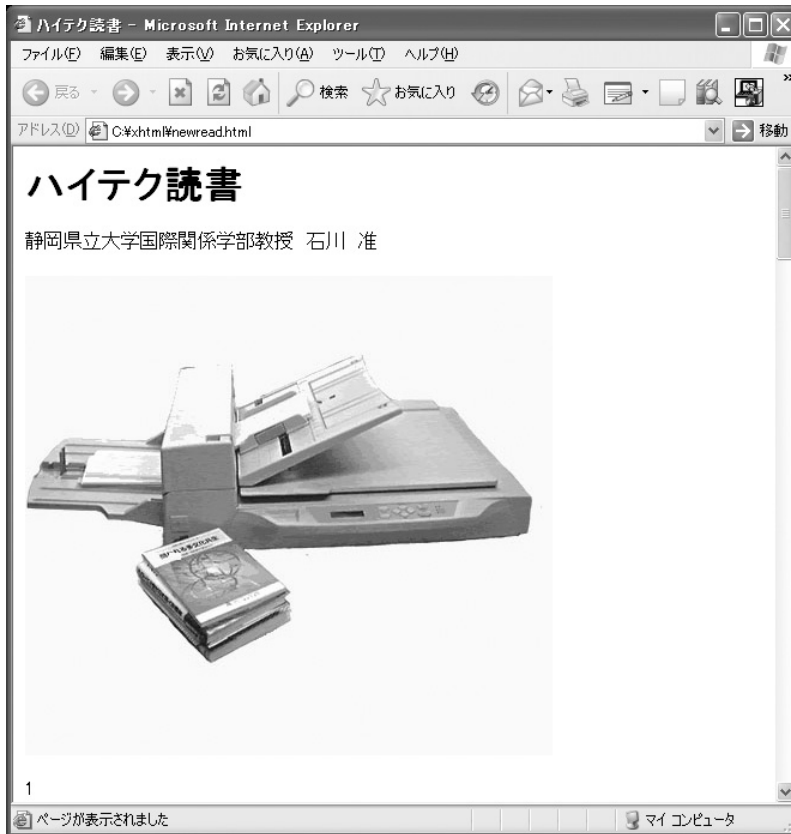 ハイテク読書 - Microsoft Internet Explorer
ファイル(F) 編集(E) 表示(V) お気に入り(A) ツール(T) ヘルプ(H)
戻る 検索 お気に入り »
アドレス(D) C:¥xhtml¥newread.html 移動
ハイテク読書
静岡県立大学国際関係学部教授 石川 准
1
ページが表示されました マイ コンピュータ